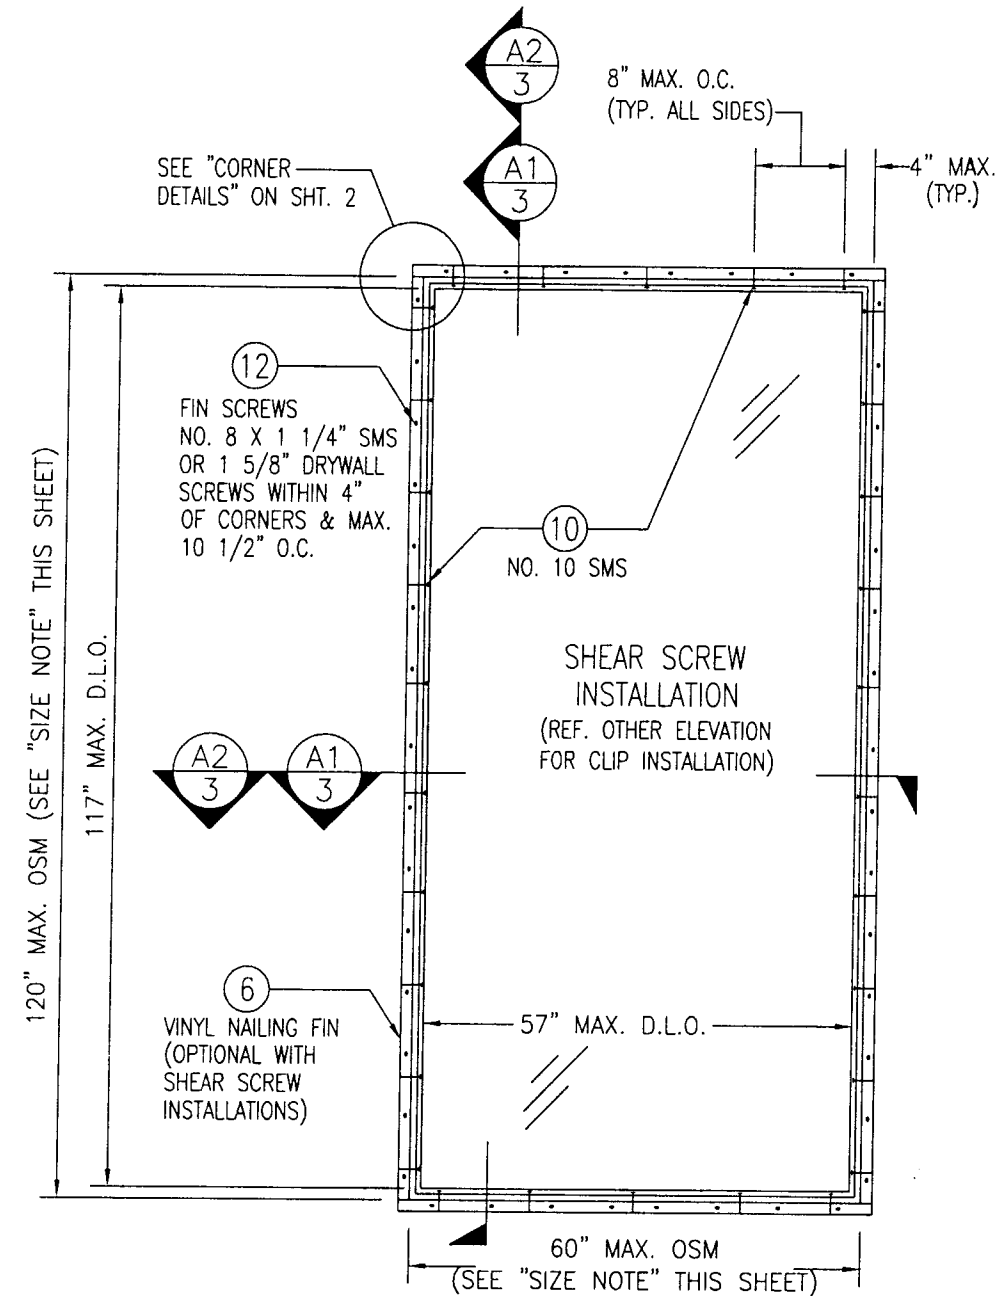 A2
3
8" MAX. O.C.
(TYP. ALL SIDES)
A1
3
4" MAX.
(TYP.)
SEE "CORNER
DETAILS" ON SHT. 2
12
FIN SCREWS
NO. 8 X 1 1/4" SMS
OR 1 5/8" DRYWALL
SCREWS WITHIN 4"
OF CORNERS & MAX.
10 1/2" O.C.
10
NO. 10 SMS
120" MAX. OSM (SEE "SIZE NOTE" THIS SHEET)
117" MAX. D.L.O.
SHEAR SCREW
INSTALLATION
(REF. OTHER ELEVATION
FOR CLIP INSTALLATION)
A2
3
A1
3
6
VINYL NAILING FIN
(OPTIONAL WITH
SHEAR SCREW
INSTALLATIONS)
57" MAX. D.L.O.
60" MAX. OSM
(SEE "SIZE NOTE" THIS SHEET)